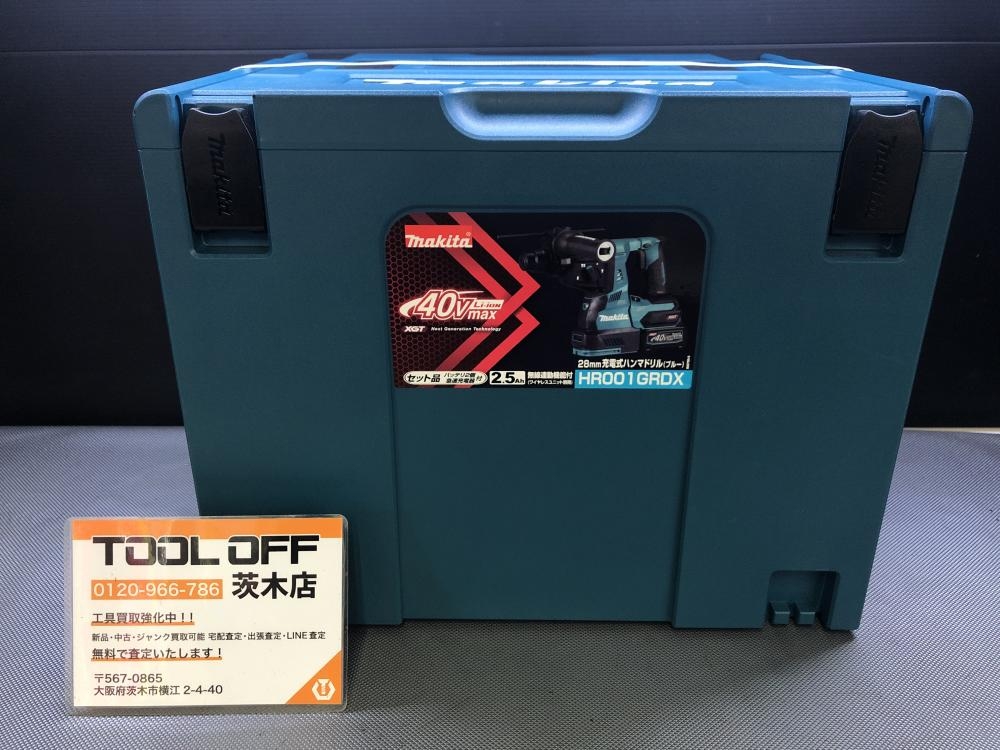 makita
makita
makita
makita®
40Vmax
Li-ion
XGT Next Generation Technology
makita
28mm充電式ハンマドリル(ブルー)
セット品 バッテリ2個 急速充電器 付
2.5Ah
無線連動機能付
(ワイヤレスユニット別売)
HR001GRDX
TOOL OFF
0120-966-786 茨木店
工具買取強化中!!
新品・中古・ジャンク買取可能 宅配査定・出張査定・LINE査定
無料で査定いたします!
〒567-0865
大阪府茨木市横江 2-4-40